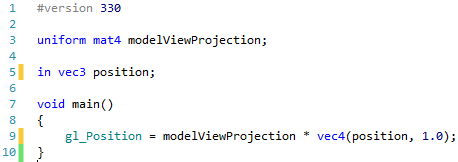 1 #version 330
2
3 uniform mat4 modelViewProjection;
4
5 in vec3 position;
6
7 void main()
8 {
9     gl_Position = modelViewProjection * vec4(position, 1.0);
10 }